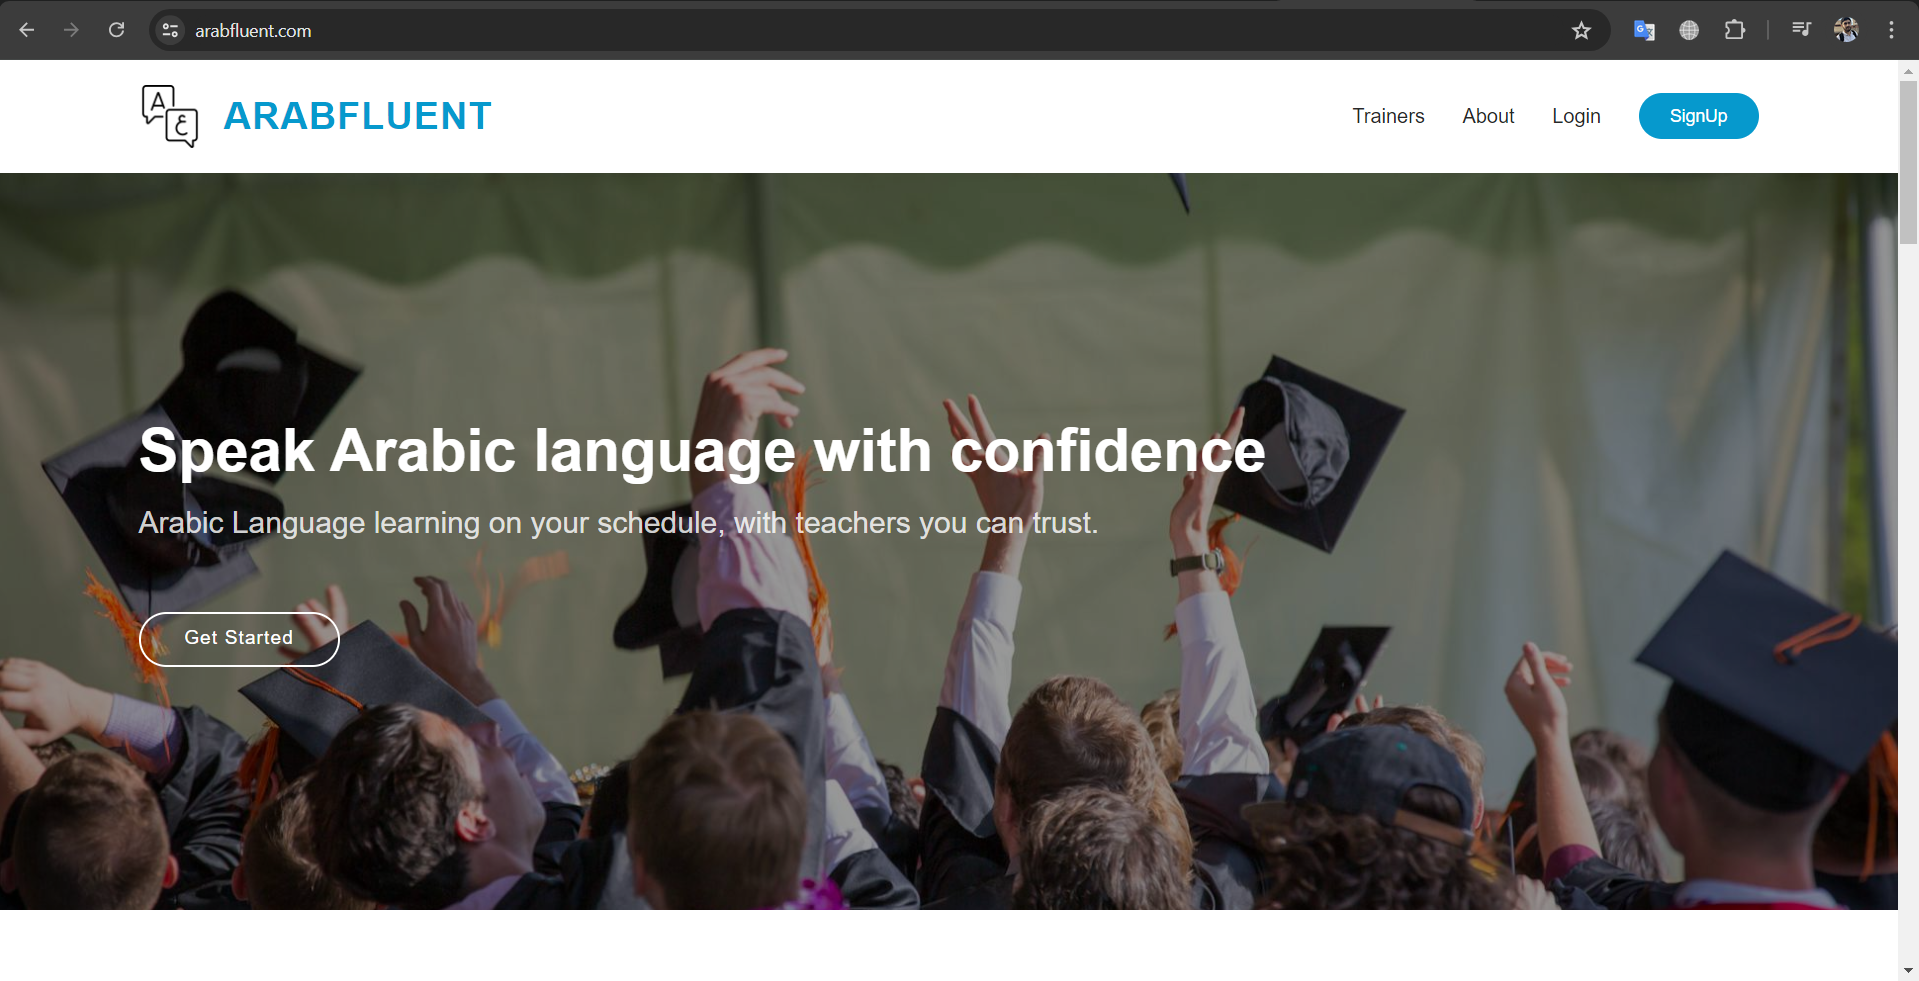 arabfluent.com
A
ع
ARABFLUENT
Trainers
About
Login
SignUp
Speak Arabic language with confidence
Arabic Language learning on your schedule, with teachers you can trust.
Get Started